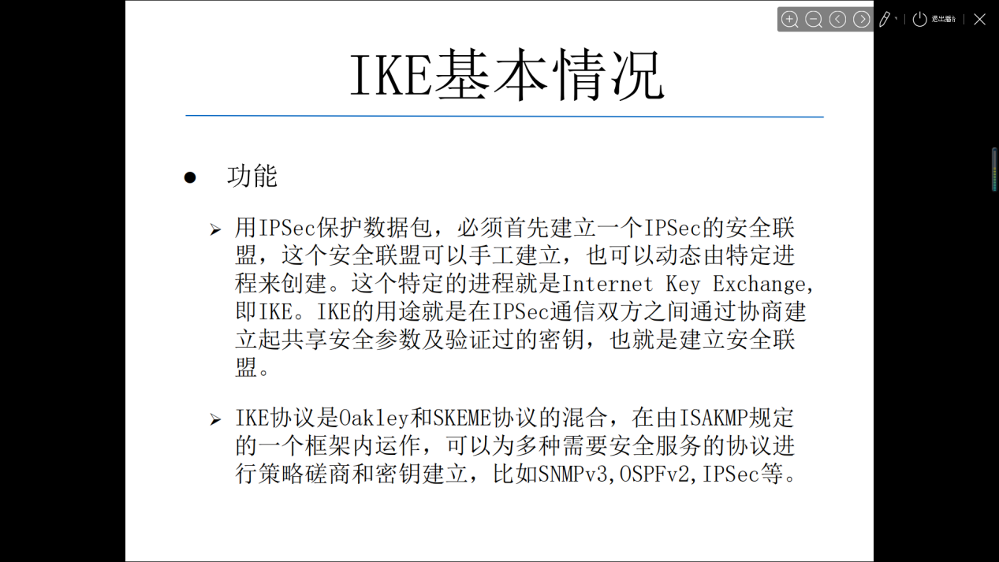 退出播放
IKE基本情况
● 功能
➢ 用IPSec保护数据包，必须首先建立一个IPSec的安全联
盟，这个安全联盟可以手工建立，也可以动态由特定进
程来创建。这个特定的进程就是Internet Key Exchange,
即IKE。IKE的用途就是在IPSec通信双方之间通过协商建
立起共享安全参数及验证过的密钥，也就是建立安全联
盟。
➢ IKE协议是Oakley和SKEME协议的混合，在由ISAKMP规定
的一个框架内运作，可以为多种需要安全服务的协议进
行策略磋商和密钥建立，比如SNMPv3,OSPFv2,IPSec等。